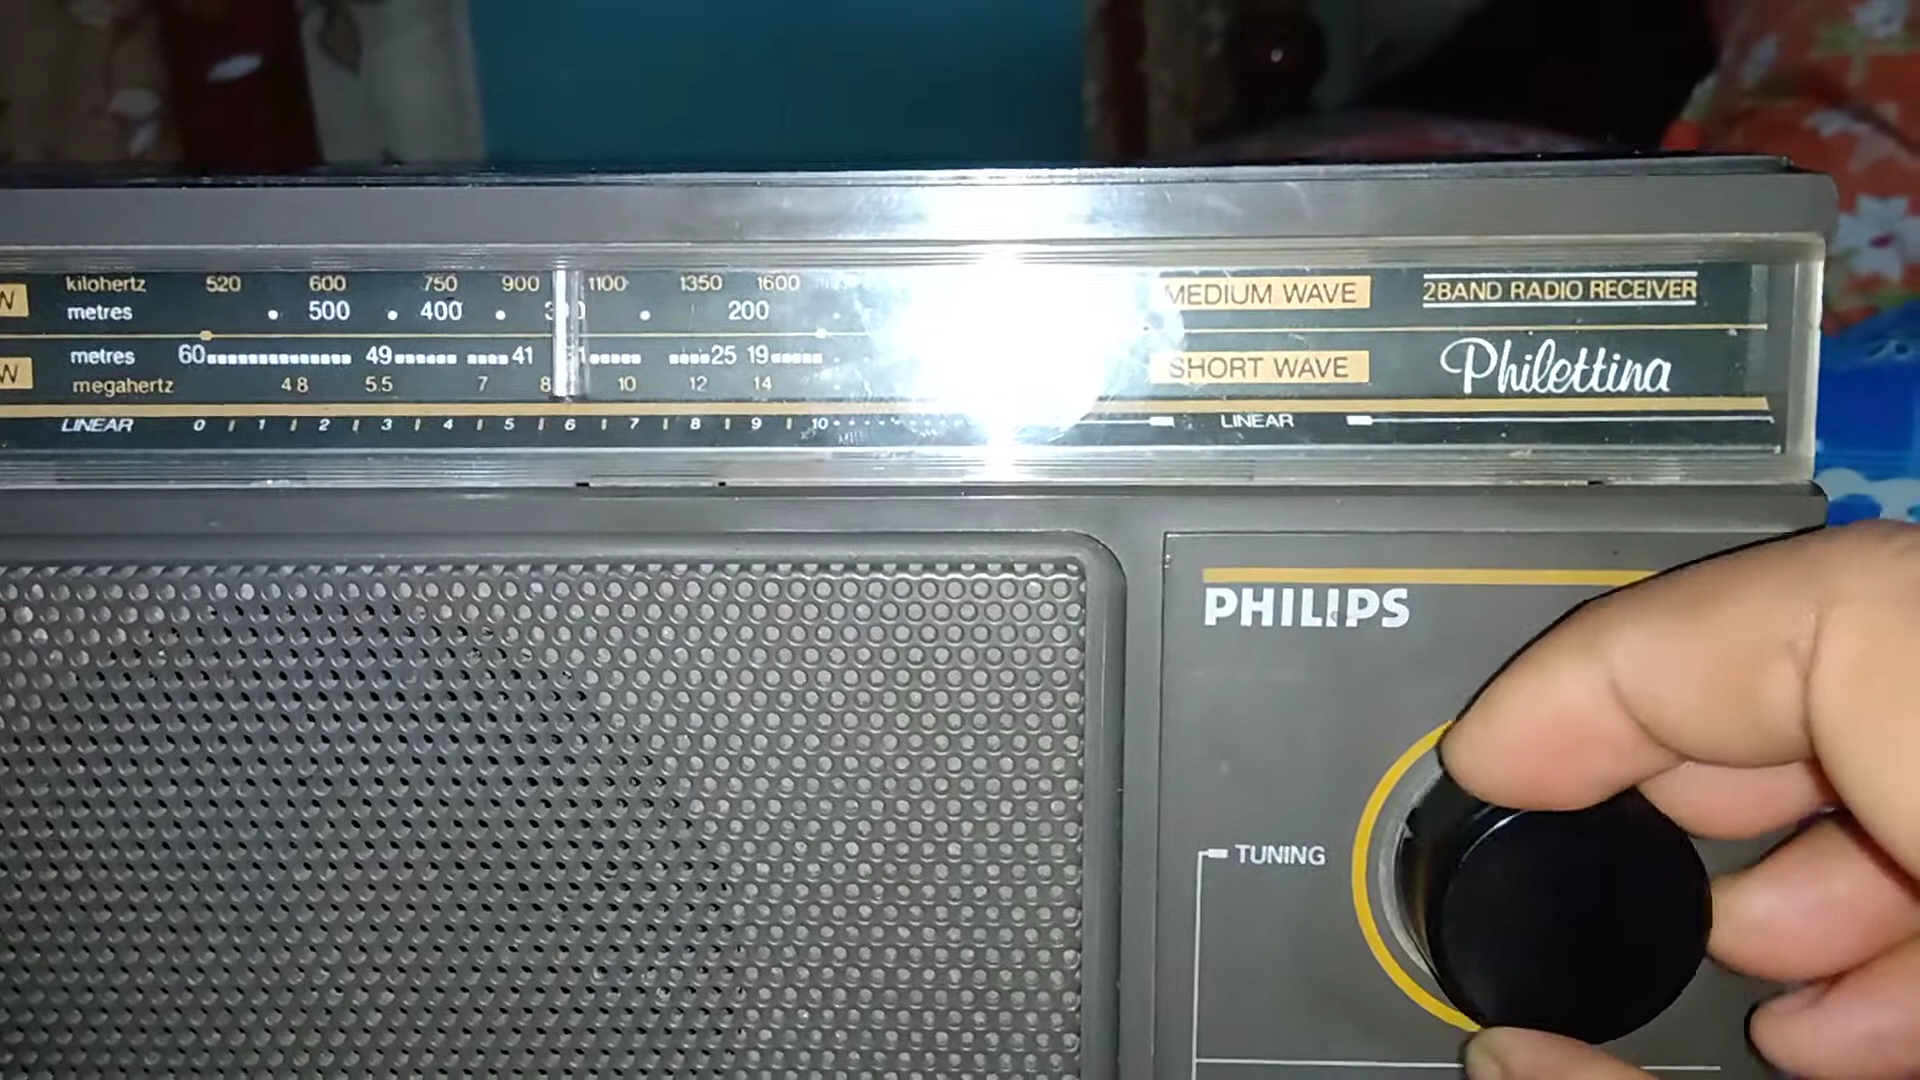 kilohertz 520 600 750 900 1100 1350 1600
metres 500 400 200
metres 60 49 41 25 19
megahertz 4 8 5.5 7 8 10 12 14
LINEAR 0 1 2 3 4 5 6 7 8 9 10
MEDIUM WAVE
SHORT WAVE
LINEAR
2BAND RADIO RECEIVER
Philettina
PHILIPS
TUNING